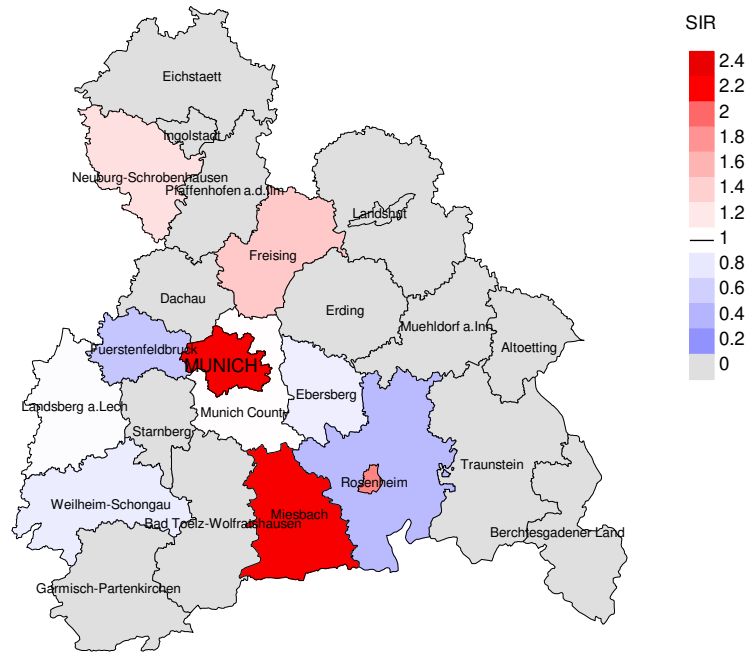 SIR
2.4
2.2
2
1.8
1.6
1.4
1.2
1
0.8
0.6
0.4
0.2
0
Eichstaett
Ingolstadt
Neuburg-Schrobenhausen
Pfaffenhofen a.d.Ilm
Landshut
Freising
Dachau
Erding
Muehldorf a.Inn
Altoetting
Fuerstenfeldbruck
MUNICH
Ebersberg
Landsberg a.Lech
Munich County
Starnberg
Traunstein
Rosenheim
Weilheim-Schongau
Miesbach
Bad Toelz-Wolfratshausen
Berchtesgadener Land
Garmisch-Partenkirchen